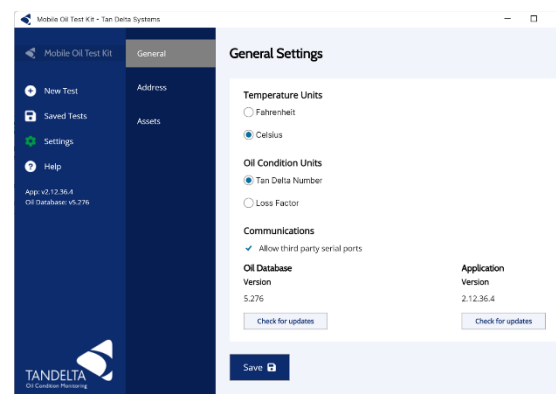 Mobile Oil Test Kit - Tan Delta Systems
Mobile Oil Test Kit
New Test
Saved Tests
Settings
Help
App: v2.12.36.4
Oil Database: v5.276
TANDELTA
Oil Condition Monitoring
General
Address
Assets
General Settings
Temperature Units
Fahrenheit
Celsius
Oil Condition Units
Tan Delta Number
Loss Factor
Communications
Allow third party serial ports
Oil Database
Version
5.276
Check for updates
Application
Version
2.12.36.4
Check for updates
Save